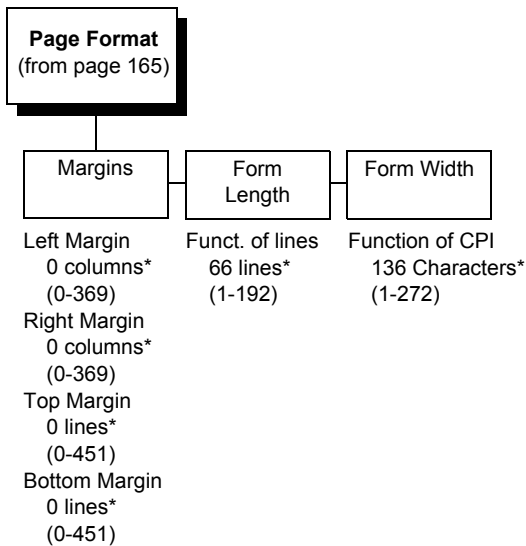 Page Format
(from page 165)
Margins
Form
Length
Form Width
Left Margin
0 columns*
(0-369)
Right Margin
0 columns*
(0-369)
Top Margin
0 lines*
(0-451)
Bottom Margin
0 lines*
(0-451)
Funct. of lines
66 lines*
(1-192)
Function of CPI
136 Characters*
(1-272)